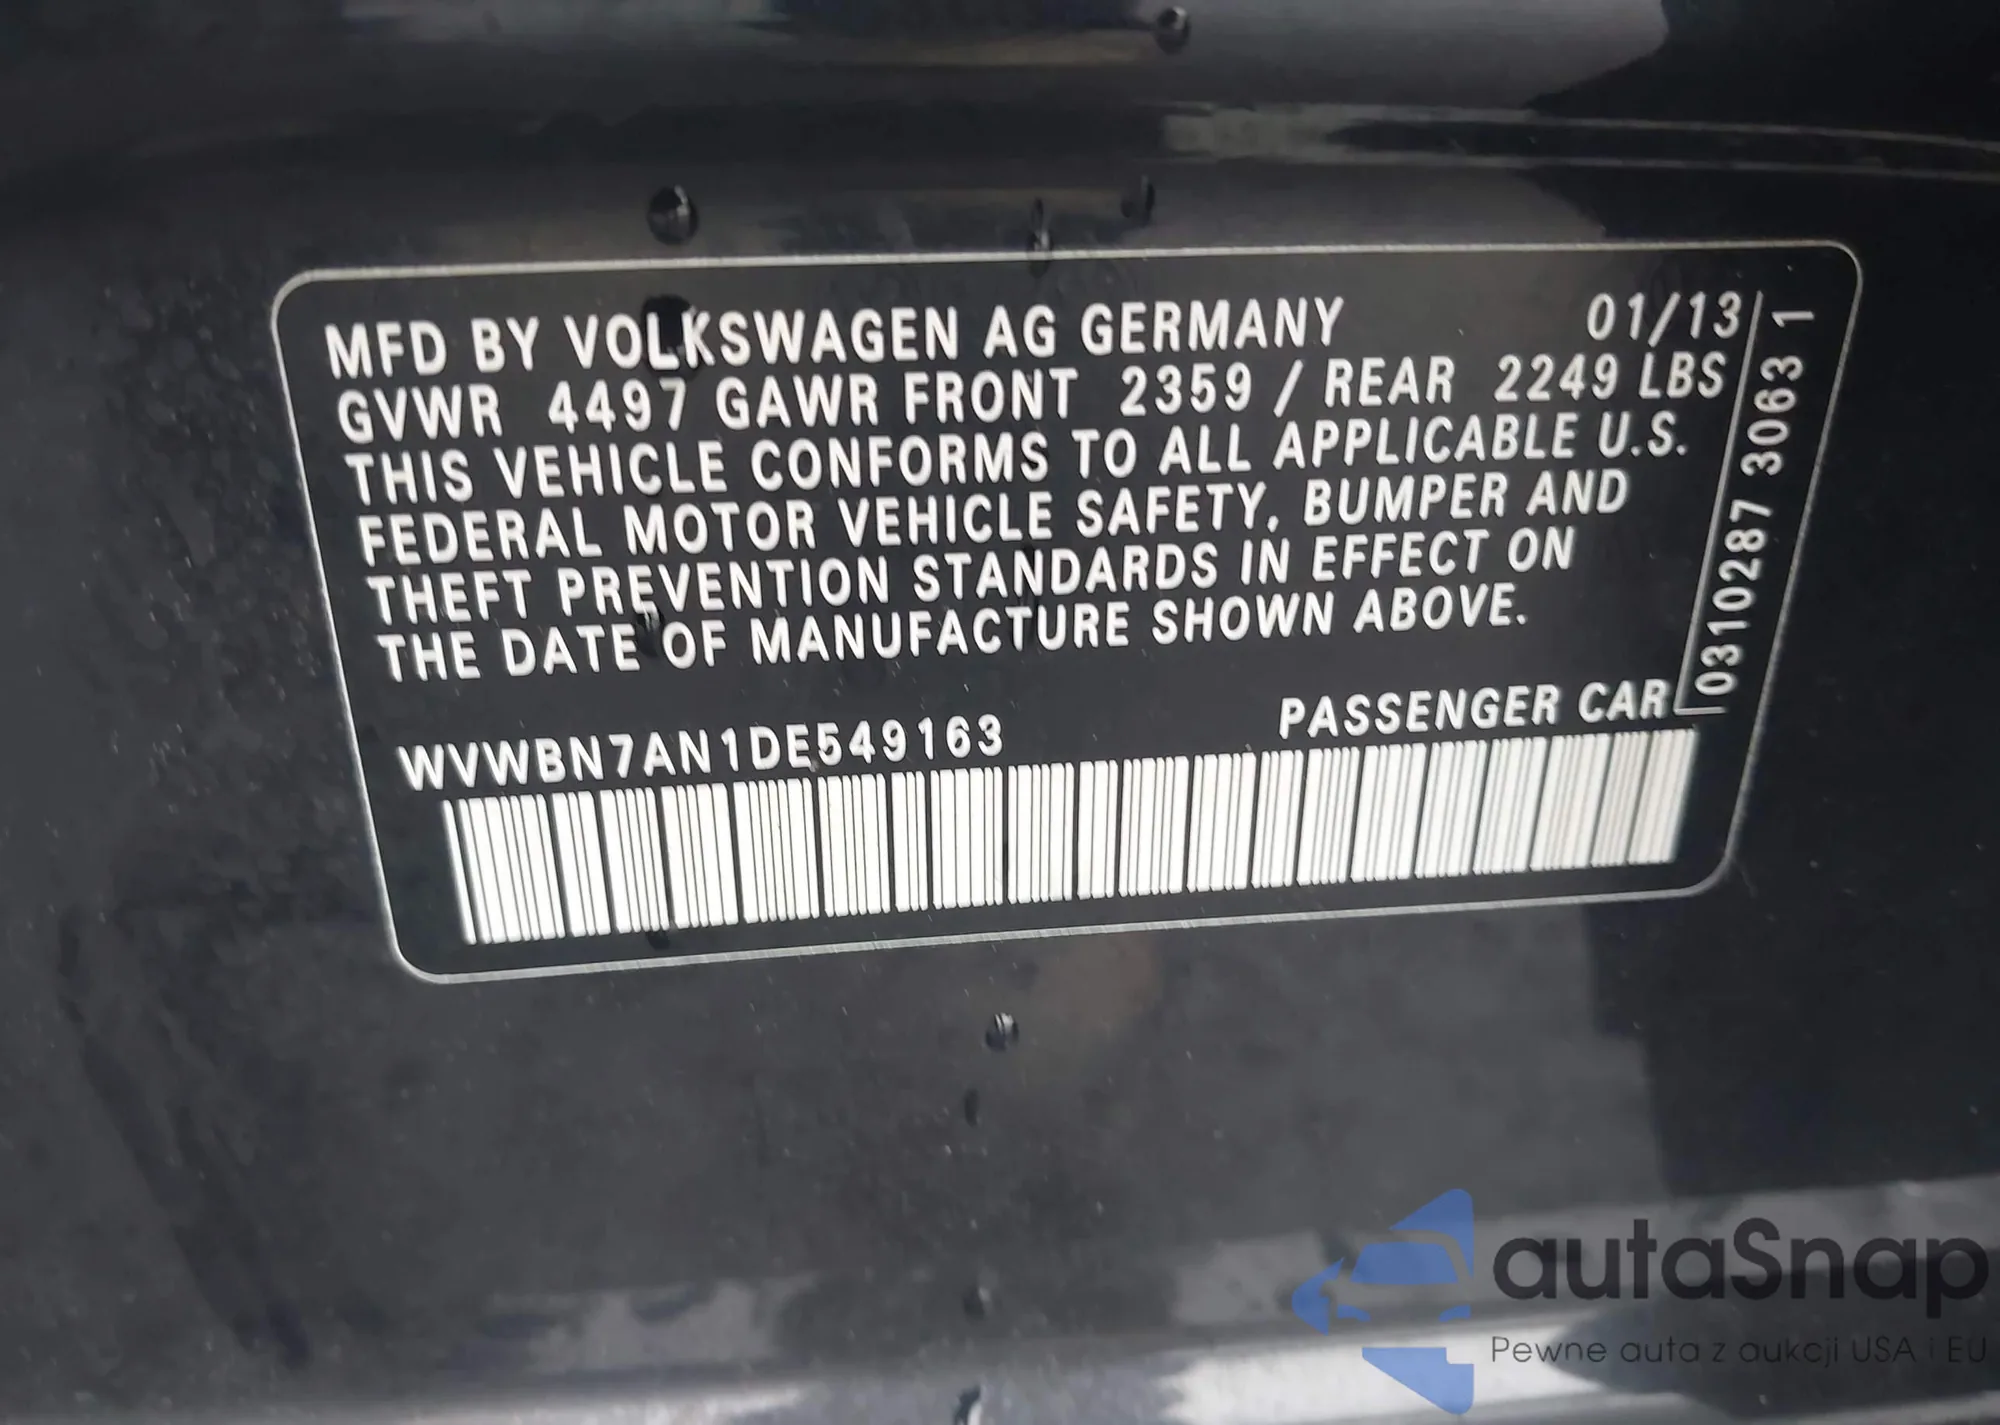 MFD BY VOLKSWAGEN AG GERMANY 01/13
GVWR 4497 GAWR FRONT 2359 / REAR 2249 LBS
THIS VEHICLE CONFORMS TO ALL APPLICABLE U.S.
FEDERAL MOTOR VEHICLE SAFETY, BUMPER AND
THEFT PREVENTION STANDARDS IN EFFECT ON
THE DATE OF MANUFACTURE SHOWN ABOVE.
WVWBN7AN1DE549163 PASSENGER CAR
0310287 3063 1
autaSnap
Pewne auta z aukcji USA i EU